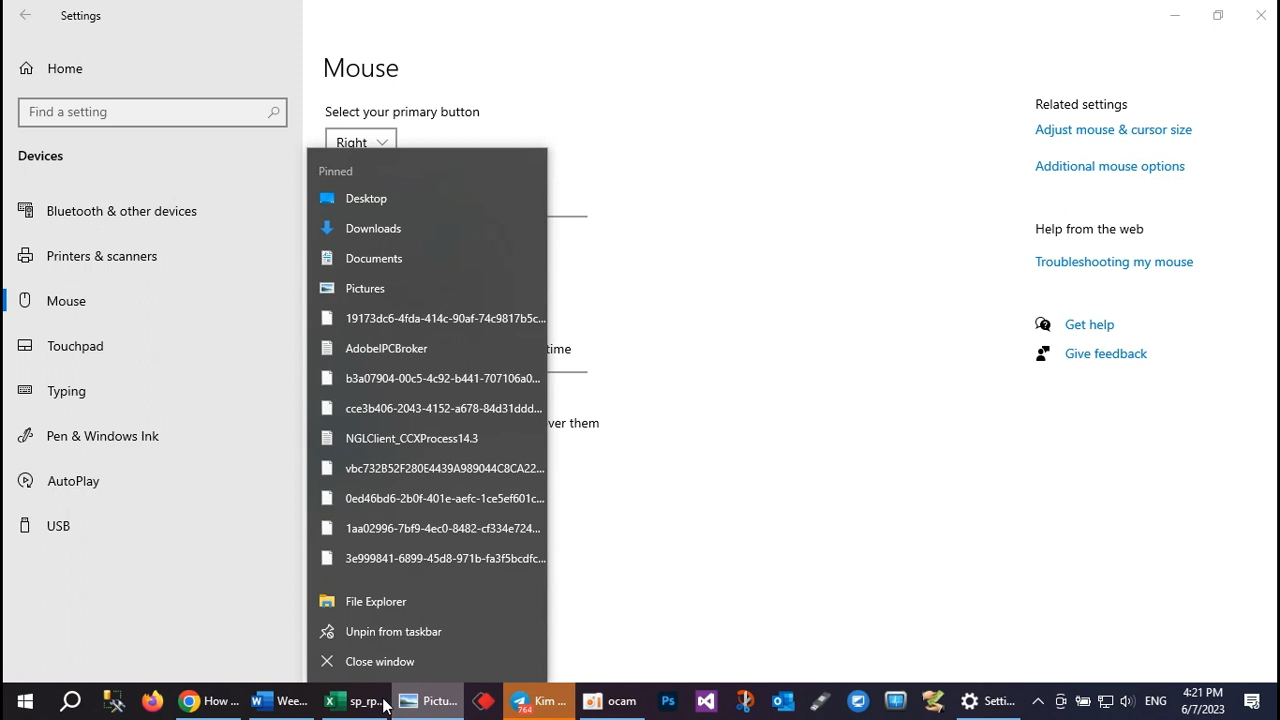 Settings
Home
Find a setting
Devices
Bluetooth & other devices
Printers & scanners
Mouse
Touchpad
Typing
Pen & Windows Ink
AutoPlay
USB
Mouse
Select your primary button
Right
time
ver them
Pinned
Desktop
Downloads
Documents
Pictures
19173dc6-4fda-414c-90af-74c9817b5c...
AdobeIPCBroker
b3a07904-00c5-4c92-b441-707106a0...
cce3b406-2043-4152-a678-84d31ddd...
NGLClient_CCXProcess14.3
vbc732B52F280E4439A989044C8CA22...
0ed46bd6-2b0f-401e-aefc-1ce5ef601c...
1aa02996-7bf9-4ec0-8482-cf334e724...
3e999841-6899-45d8-971b-fa3f5bcdfc...
File Explorer
Unpin from taskbar
Close window
Related settings
Adjust mouse & cursor size
Additional mouse options
Help from the web
Troubleshooting my mouse
Get help
Give feedback
How ...
Wee...
sp_rp...
Pictu...
764
Kim ...
ocam
Ps
Setti...
ENG
4:21 PM
6/7/2023